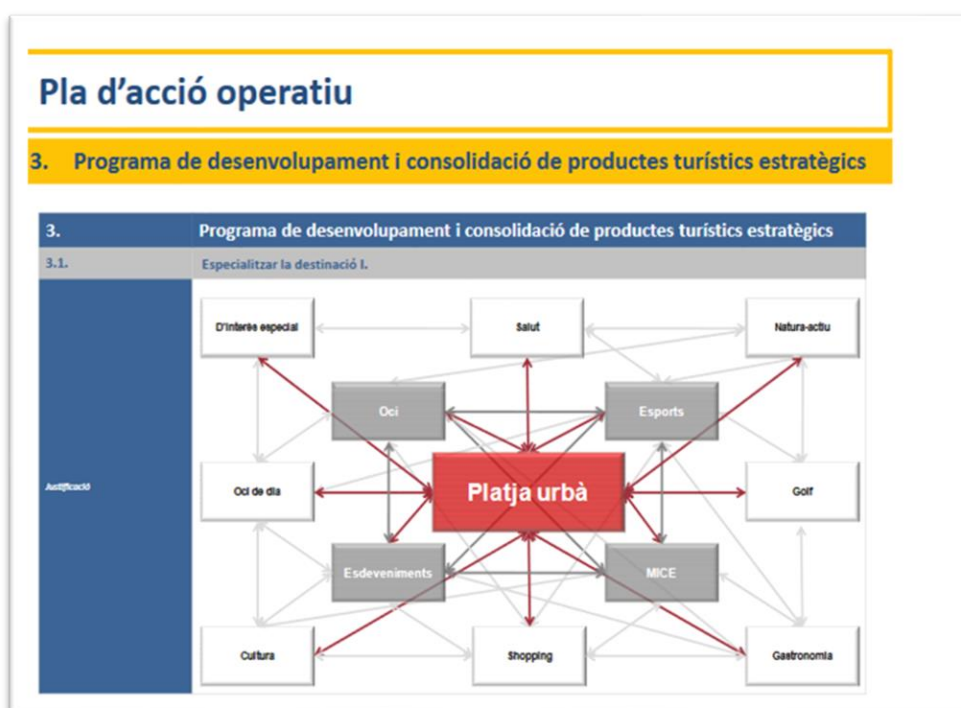 Pla d'acció operatiu
3. Programa de desenvolupament i consolidació de productes turístics estratègics
3. Programa de desenvolupament i consolidació de productes turístics estratègics
3.1. Especialitzar la destinació I.
D'interès especial
Salut
Natura-actiu
Oci
Esports
Justificació
Oci de dia
Platja urbà
Golf
Esdeveniments
MICE
Cultura
Shopping
Gastronomia